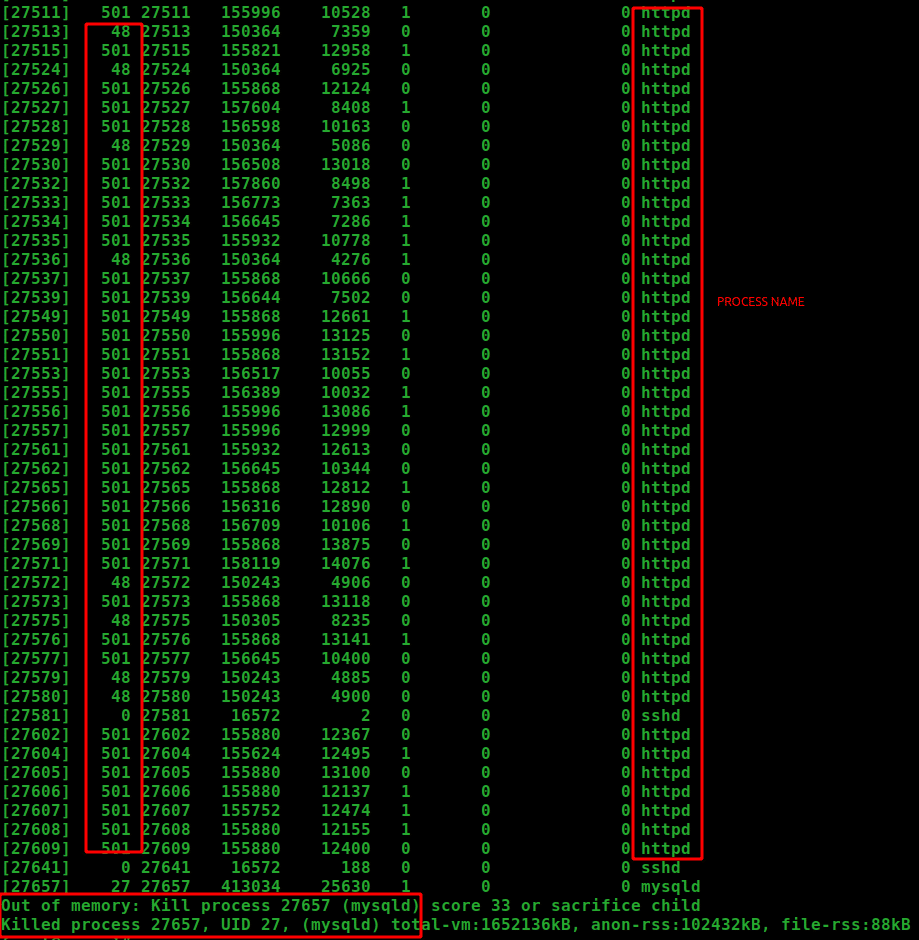 [27511] 501 27511 155996 10528 1 0 0 httpd
[27513] 48 27513 150364 7359 0 0 0 httpd
[27515] 501 27515 155821 12958 1 0 0 httpd
[27524] 48 27524 150364 6925 0 0 0 httpd
[27526] 501 27526 155868 12124 0 0 0 httpd
[27527] 501 27527 157604 8408 1 0 0 httpd
[27528] 501 27528 156598 10163 0 0 0 httpd
[27529] 48 27529 150364 5086 0 0 0 httpd
[27530] 501 27530 156508 13018 0 0 0 httpd
[27532] 501 27532 157860 8498 1 0 0 httpd
[27533] 501 27533 156773 7363 1 0 0 httpd
[27534] 501 27534 156645 7286 1 0 0 httpd
[27535] 501 27535 155932 10778 1 0 0 httpd
[27536] 48 27536 150364 4276 1 0 0 httpd
[27537] 501 27537 155868 10666 0 0 0 httpd
[27539] 501 27539 156644 7502 0 0 0 httpd PROCESS NAME
[27549] 501 27549 155868 12661 1 0 0 httpd
[27550] 501 27550 155996 13125 0 0 0 httpd
[27551] 501 27551 155868 13152 1 0 0 httpd
[27553] 501 27553 156517 10055 0 0 0 httpd
[27555] 501 27555 156389 10032 1 0 0 httpd
[27556] 501 27556 155996 13086 1 0 0 httpd
[27557] 501 27557 155996 12999 0 0 0 httpd
[27561] 501 27561 155932 12613 0 0 0 httpd
[27562] 501 27562 156645 10344 0 0 0 httpd
[27565] 501 27565 155868 12812 1 0 0 httpd
[27566] 501 27566 156316 12890 0 0 0 httpd
[27568] 501 27568 156709 10106 1 0 0 httpd
[27569] 501 27569 155868 13875 0 0 0 httpd
[27571] 501 27571 158119 14076 1 0 0 httpd
[27572] 48 27572 150243 4906 0 0 0 httpd
[27573] 501 27573 155868 13118 0 0 0 httpd
[27575] 48 27575 150305 8235 0 0 0 httpd
[27576] 501 27576 155868 13141 1 0 0 httpd
[27577] 501 27577 156645 10400 0 0 0 httpd
[27579] 48 27579 150243 4885 0 0 0 httpd
[27580] 48 27580 150243 4900 0 0 0 httpd
[27581] 0 27581 16572 2 0 0 0 sshd
[27602] 501 27602 155880 12367 0 0 0 httpd
[27604] 501 27604 155624 12495 1 0 0 httpd
[27605] 501 27605 155880 13100 0 0 0 httpd
[27606] 501 27606 155880 12137 1 0 0 httpd
[27607] 501 27607 155752 12474 1 0 0 httpd
[27608] 501 27608 155880 12155 1 0 0 httpd
[27609] 501 27609 155880 12400 0 0 0 httpd
[27641] 0 27641 16572 188 0 0 0 sshd
[27657] 27 27657 413034 25630 1 0 0 mysqld
Out of memory: Kill process 27657 (mysqld) score 33 or sacrifice child
Killed process 27657, UID 27, (mysqld) total-vm:1652136kB, anon-rss:102432kB, file-rss:88kB